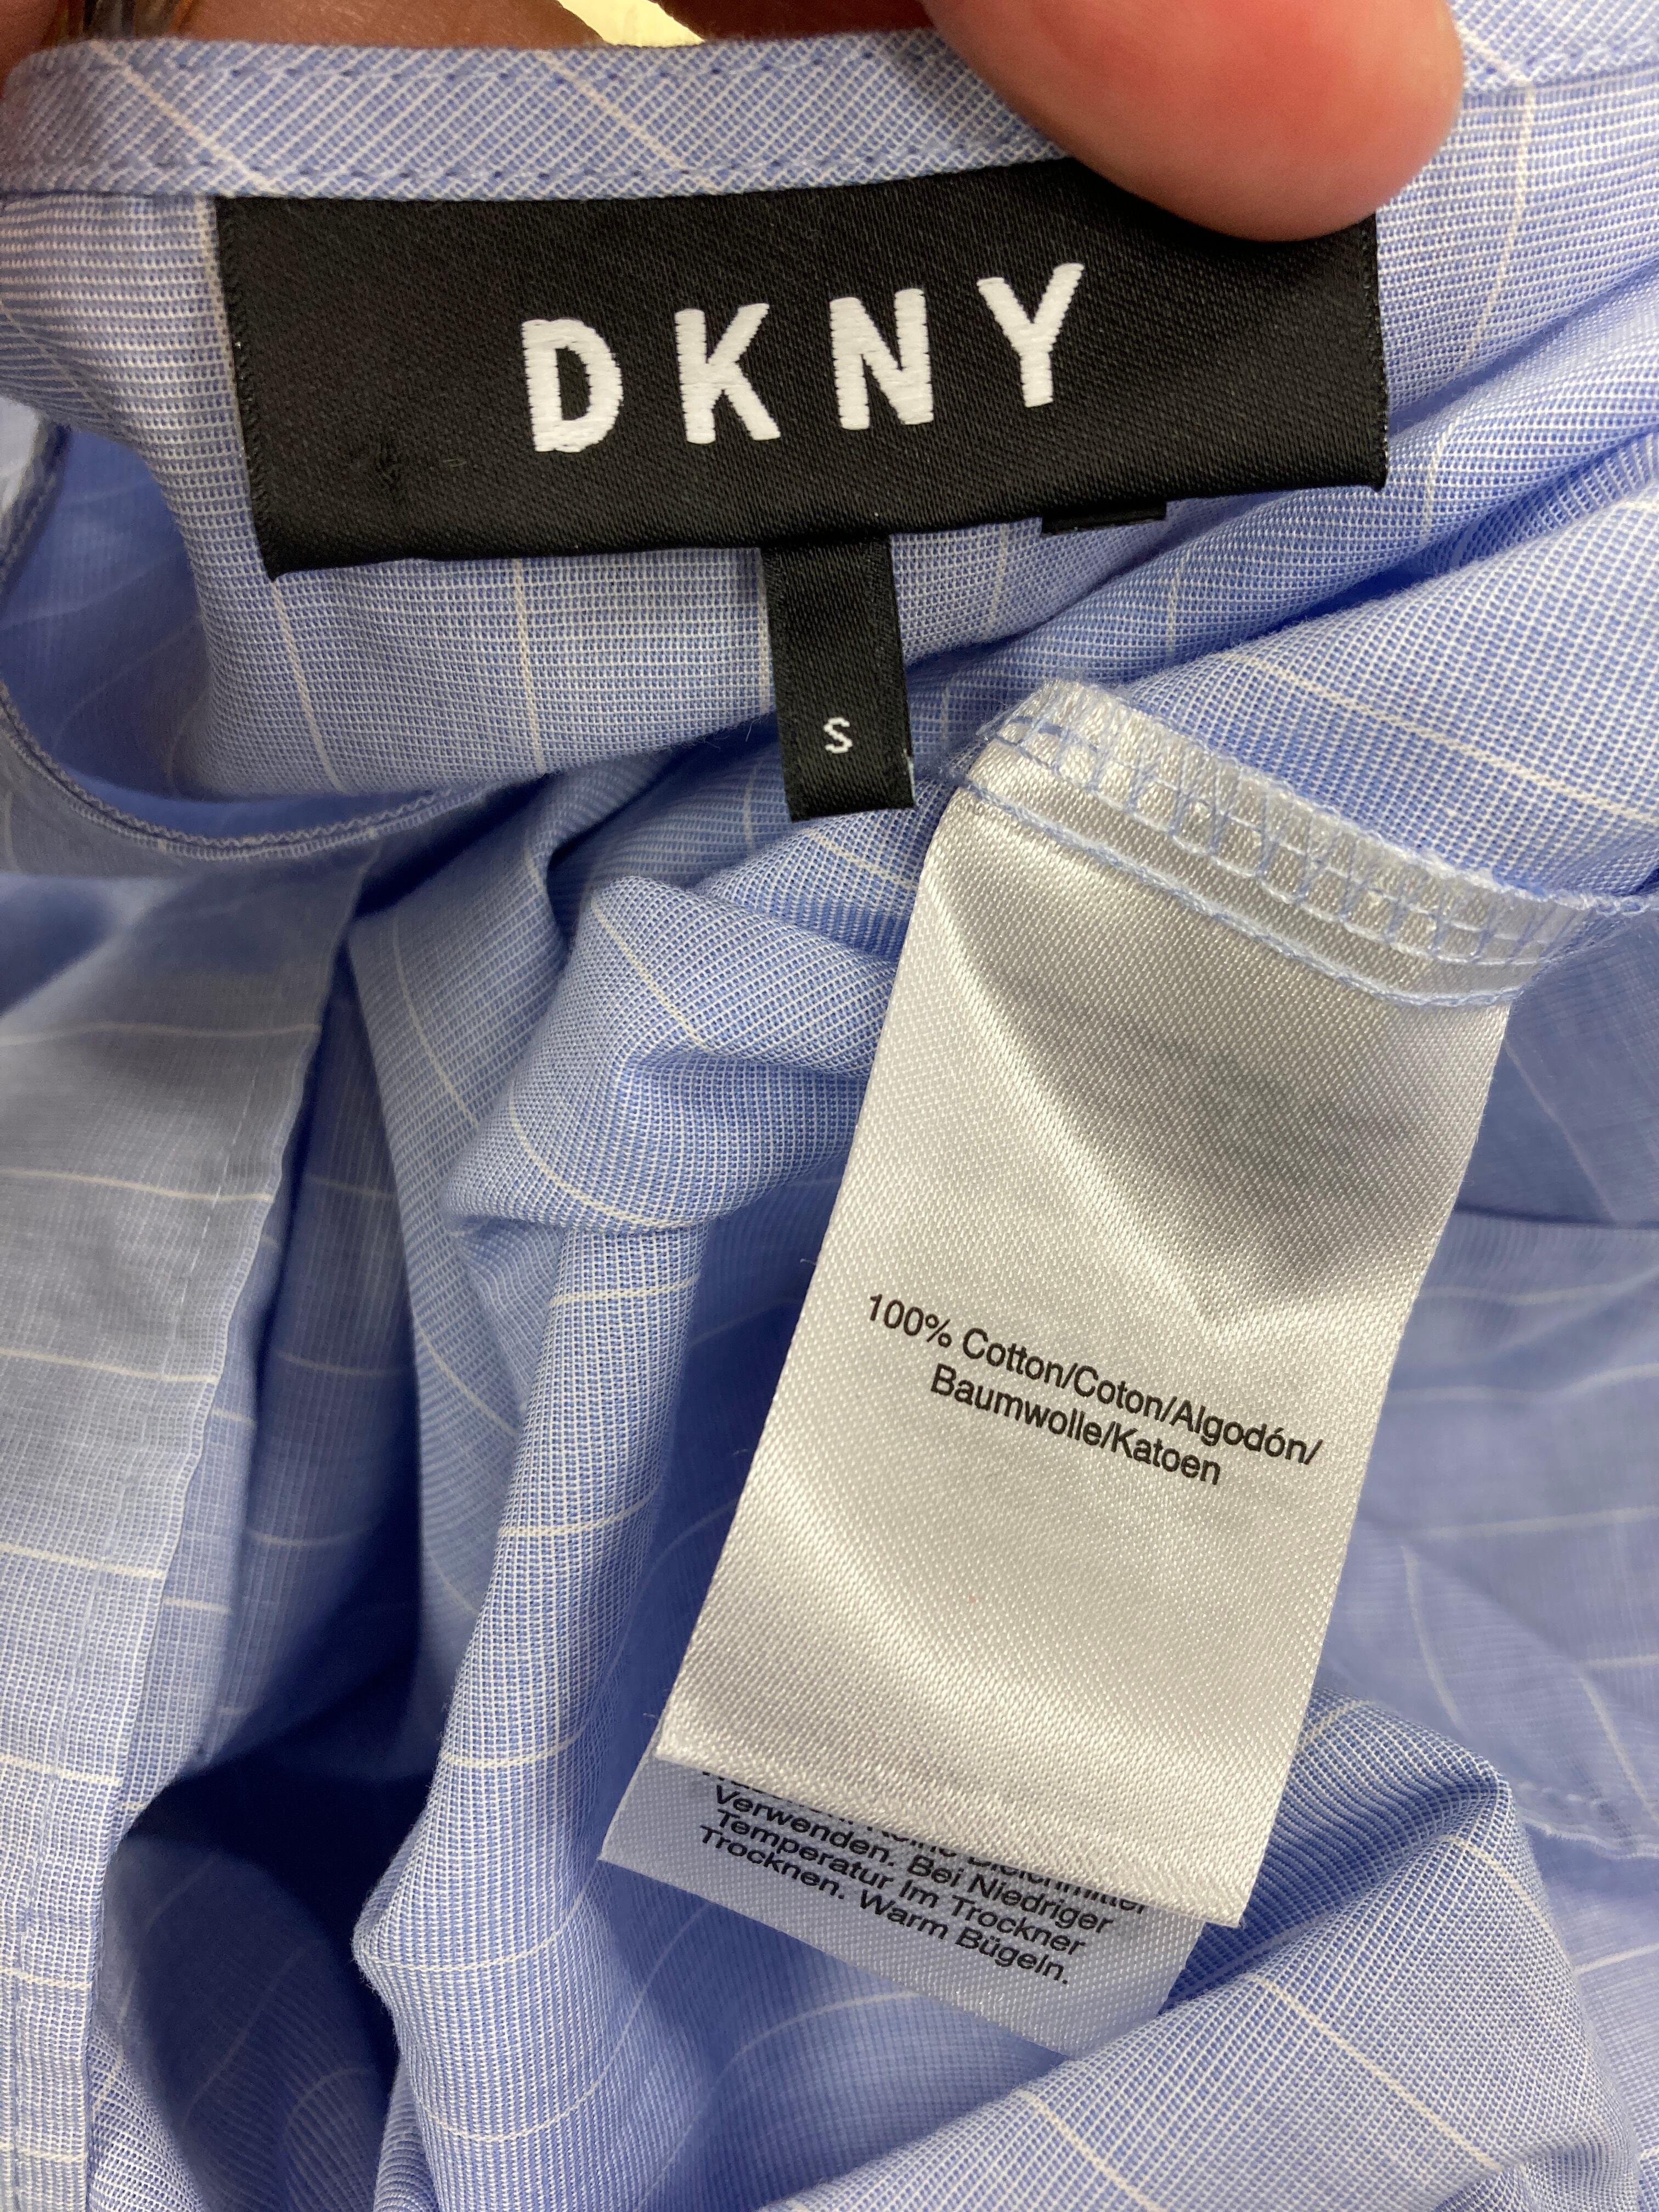 DKNY
S
100% Cotton/Coton/Algodón/
Baumwolle/Katoen
Verwenden. Bei Niedriger
Temperatur Im Trockner
Trocknen. Warm Bügeln.